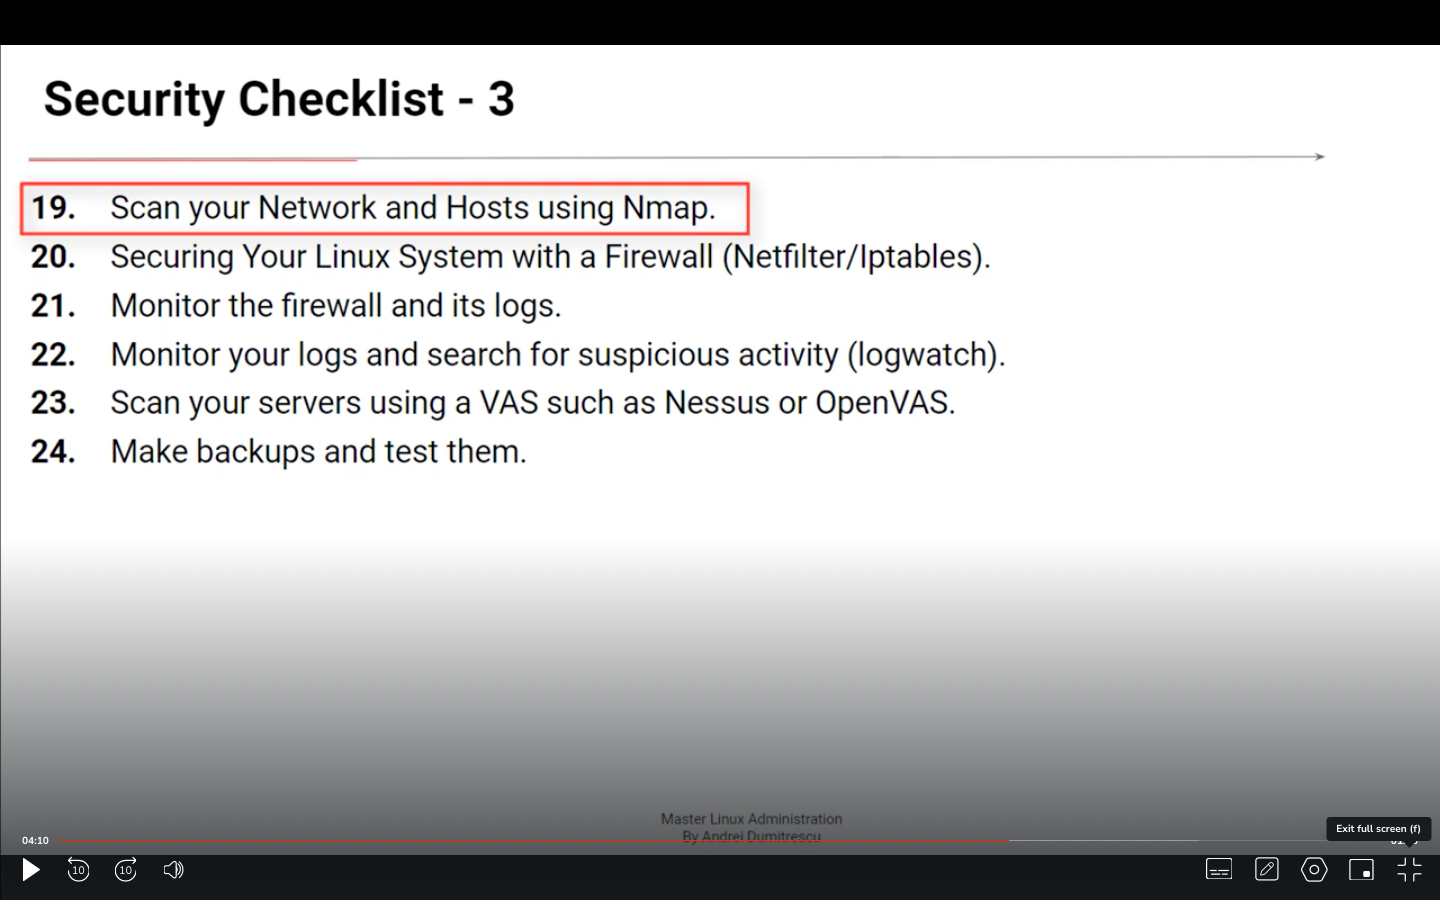 Security Checklist - 3
19. Scan your Network and Hosts using Nmap.
20. Securing Your Linux System with a Firewall (Netfilter/Iptables).
21. Monitor the firewall and its logs.
22. Monitor your logs and search for suspicious activity (logwatch).
23. Scan your servers using a VAS such as Nessus or OpenVAS.
24. Make backups and test them.
Master Linux Administration
By Andrei Dumitrescu
Exit full screen (f)
04:10
10 10